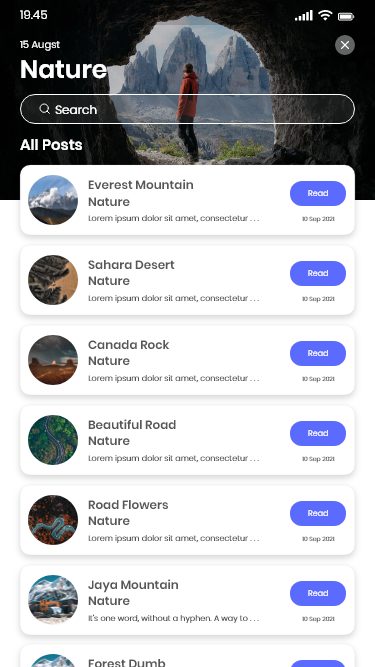 19.45
15 Augst
Nature
Search
All Posts
Everest Mountain
Nature
Lorem ipsum dolor sit amet, consectetur . . .
Read
10 Sep 2021
Sahara Desert
Nature
Lorem ipsum dolor sit amet, consectetur . . .
Read
10 Sep 2021
Canada Rock
Nature
Lorem ipsum dolor sit amet, consectetur . . .
Read
10 Sep 2021
Beautiful Road
Nature
Lorem ipsum dolor sit amet, consectetur . . .
Read
10 Sep 2021
Road Flowers
Nature
Lorem ipsum dolor sit amet, consectetur . . .
Read
10 Sep 2021
Jaya Mountain
Nature
It's one word, without a hyphen. A way to . . .
Read
10 Sep 2021
Forest Dumb